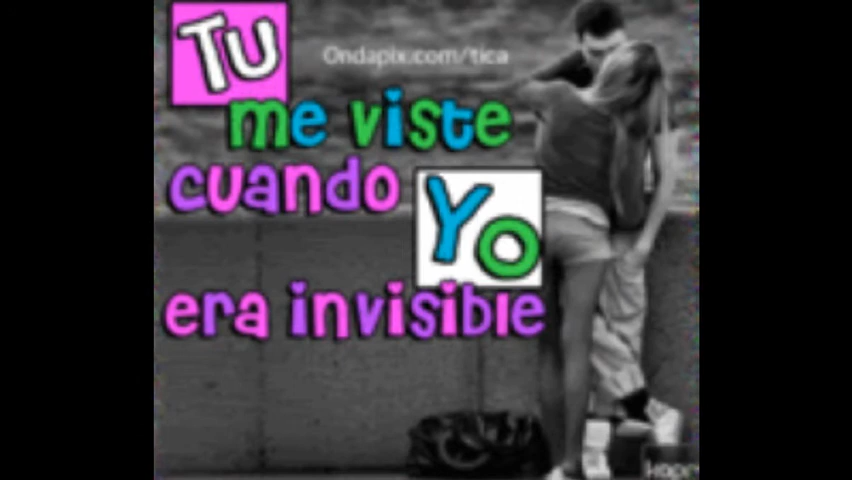 Tu
Ondapix.com/tica
me viste
cuando Yo
era invisible